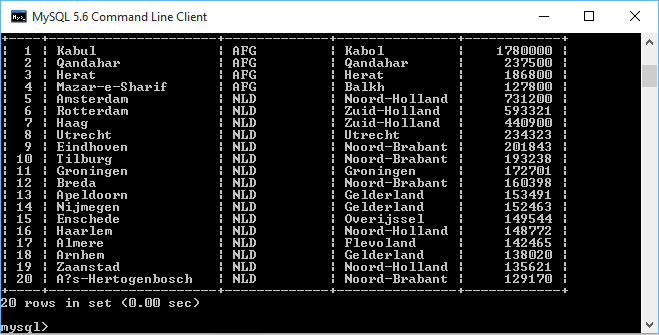 MySQL 5.6 Command Line Client
+----+----------------+-------------+---------------+------------+
| 1 | Kabul | AFG | Kabol | 1780000 |
| 2 | Qandahar | AFG | Qandahar | 237500 |
| 3 | Herat | AFG | Herat | 186800 |
| 4 | Mazar-e-Sharif | AFG | Balkh | 127800 |
| 5 | Amsterdam | NLD | Noord-Holland | 731200 |
| 6 | Rotterdam | NLD | Zuid-Holland | 593321 |
| 7 | Haag | NLD | Zuid-Holland | 440900 |
| 8 | Utrecht | NLD | Utrecht | 234323 |
| 9 | Eindhoven | NLD | Noord-Brabant | 201843 |
| 10 | Tilburg | NLD | Noord-Brabant | 193238 |
| 11 | Groningen | NLD | Groningen | 172701 |
| 12 | Breda | NLD | Noord-Brabant | 160398 |
| 13 | Apeldoorn | NLD | Gelderland | 153491 |
| 14 | Nijmegen | NLD | Gelderland | 152463 |
| 15 | Enschede | NLD | Overijssel | 149544 |
| 16 | Haarlem | NLD | Noord-Holland | 148772 |
| 17 | Almere | NLD | Flevoland | 142465 |
| 18 | Arnhem | NLD | Gelderland | 138020 |
| 19 | Zaanstad | NLD | Noord-Holland | 135621 |
| 20 | A?s-Hertogenbosch | NLD | Noord-Brabant | 129170 |
+----+----------------+-------------+---------------+------------+
20 rows in set (0.00 sec)
mysql>